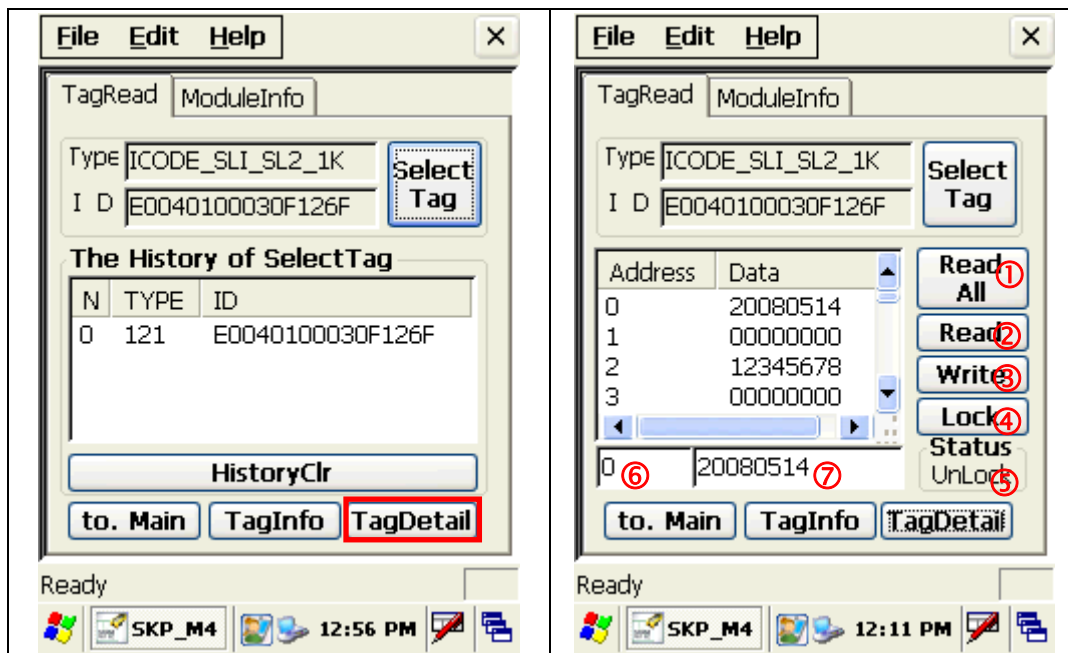 File Edit Help ×
TagRead ModuleInfo
Type ICODE_SLI_SL2_1K
I D E0040100030F126F
Select
Tag
The History of SelectTag
N TYPE ID
0 121 E0040100030F126F
HistoryClr
to. Main TagInfo TagDetail
Ready
SKP_M4 12:56 PM
File Edit Help ×
TagRead ModuleInfo
Type ICODE_SLI_SL2_1K
I D E0040100030F126F
Select
Tag
Address Data
0 20080514
1 00000000
2 12345678
3 00000000
Read
All ①
Read ②
Write ③
Lock ④
Status
UnLock ⑤
0 ⑥ 20080514 ⑦
to. Main TagInfo TagDetail
Ready
SKP_M4 12:11 PM